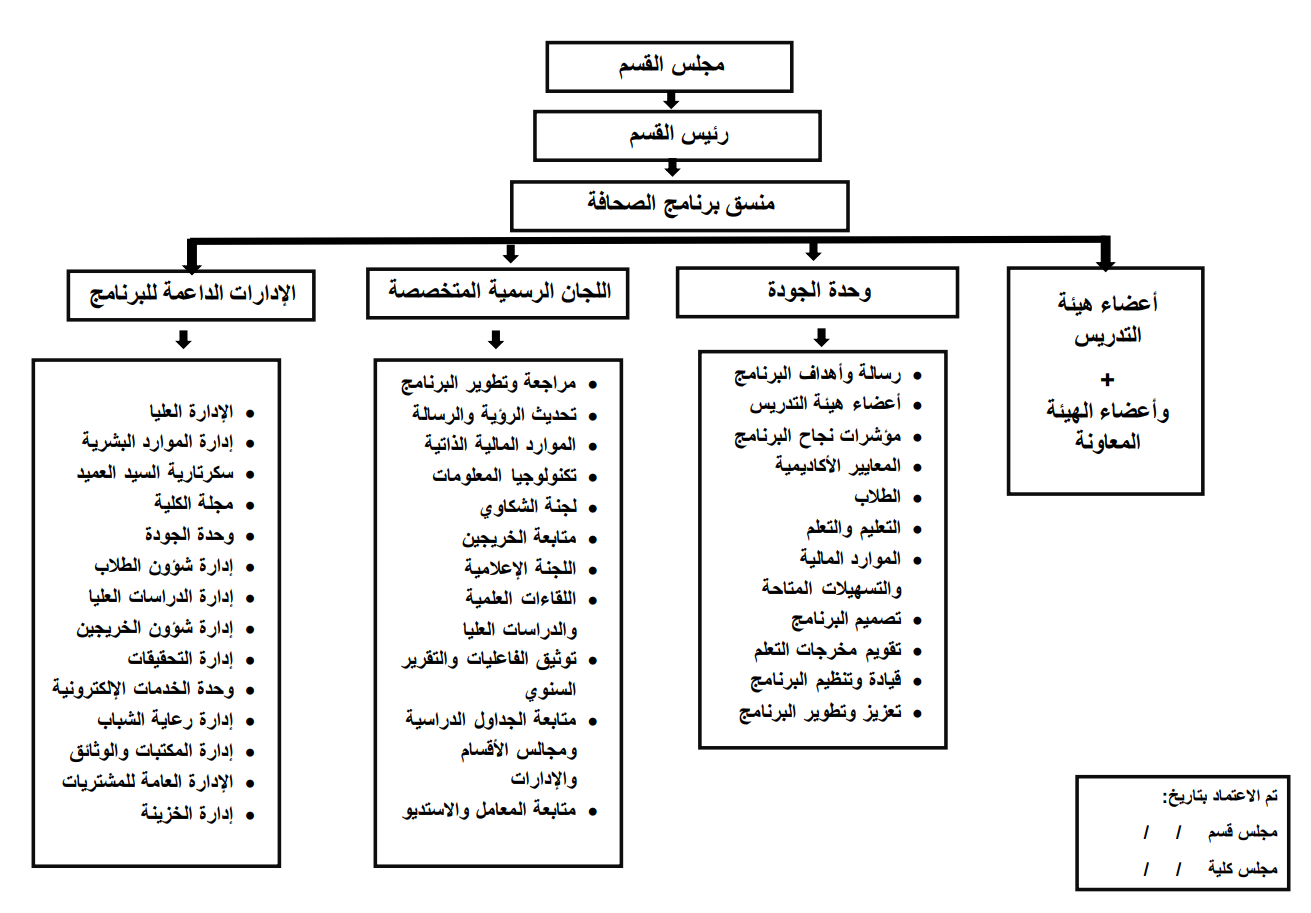 مجلس القسم
رئيس القسم
منسق برنامج الصحافة
أعضاء هيئة
التدريس
+
وأعضاء الهيئة
المعاونة
وحدة الجودة
• رسالة وأهداف البرنامج
• أعضاء هيئة التدريس
• مؤشرات نجاح البرنامج
• المعايير الأكاديمية
• الطلاب
• التعليم والتعلم
• الموارد المالية
والتسهيلات المتاحة
• تصميم البرنامج
• تقويم مخرجات التعلم
• قيادة وتنظيم البرنامج
• تعزيز وتطوير البرنامج
اللجان الرسمية المتخصصة
• مراجعة وتطوير البرنامج
• تحديث الرؤية والرسالة
• الموارد المالية الذاتية
• تكنولوجيا المعلومات
• لجنة الشكاوي
• متابعة الخريجين
• اللجنة الإعلامية
• اللقاءات العلمية
والدراسات العليا
• توثيق الفاعليات والتقرير
السنوي
• متابعة الجداول الدراسية
ومجالس الأقسام
والإدارات
• متابعة المعامل والاستديو
الإدارات الداعمة للبرنامج
• الإدارة العليا
• إدارة الموارد البشرية
• سكرتارية السيد العميد
• مجلة الكلية
• وحدة الجودة
• إدارة شؤون الطلاب
• إدارة الدراسات العليا
• إدارة شؤون الخريجين
• إدارة التحقيقات
• وحدة الخدمات الإلكترونية
• إدارة رعاية الشباب
• إدارة المكتبات والوثائق
• الإدارة العامة للمشتريات
• إدارة الخزينة
تم الاعتماد بتاريخ:
مجلس قسم / /
مجلس كلية / /